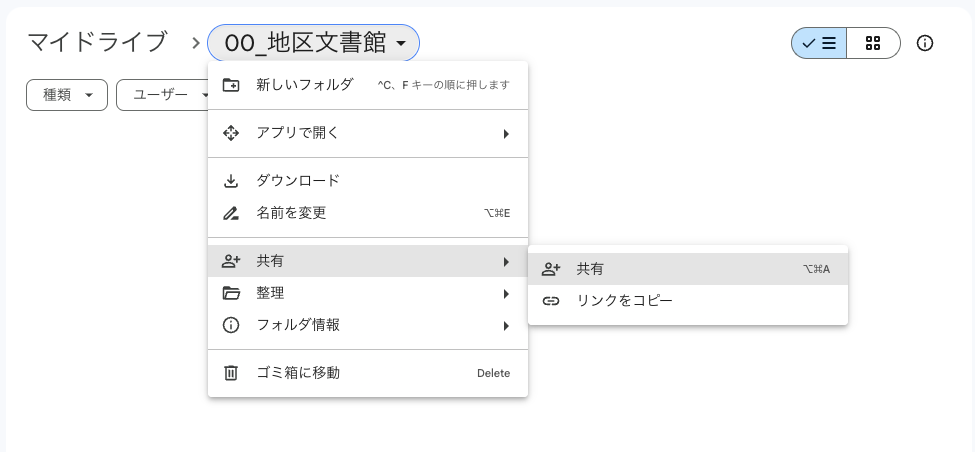 マイドライブ > 00_地区文書館
種類 ユーザー
新しいフォルダ ^C、F キーの順に押します
アプリで開く
ダウンロード
名前を変更 ⌥⌘E
共有
整理
フォルダ情報
ゴミ箱に移動 Delete
共有 ⌥⌘A
リンクをコピー